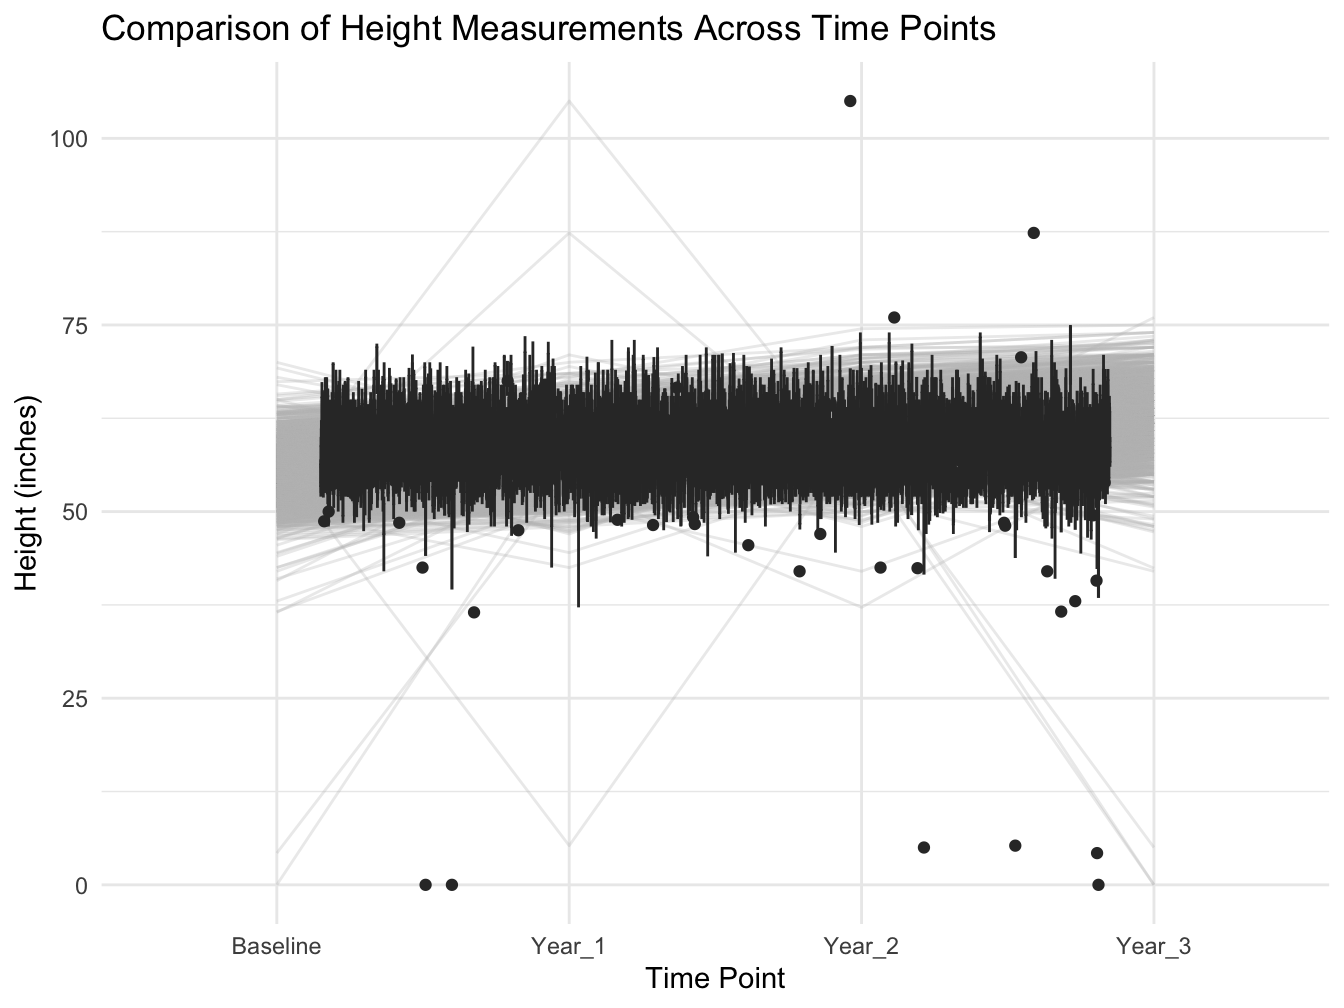 Comparison of Height Measurements Across Time Points
Height (inches)
100
75
50
25
0
Baseline
Year_1
Year_2
Year_3
Time Point